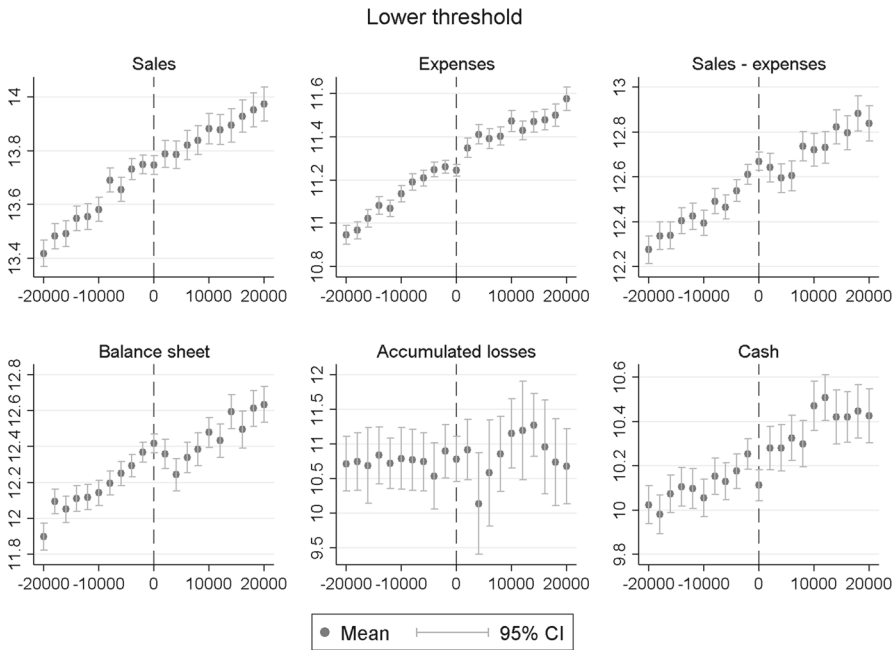 Lower threshold
Sales
14
13.8
13.6
13.4
-20000 -10000 0 10000 20000
Expenses
11.6
11.4
11.2
11
10.8
-20000 -10000 0 10000 20000
Sales - expenses
13
12.8
12.6
12.4
12.2
-20000 -10000 0 10000 20000
Balance sheet
12.8
12.6
12.4
12.2
12
11.8
-20000 -10000 0 10000 20000
Accumulated losses
12
11.5
11
10.5
10
9.5
-20000 -10000 0 10000 20000
Cash
10.6
10.4
10.2
10
9.8
-20000 -10000 0 10000 20000
Mean 95% CI